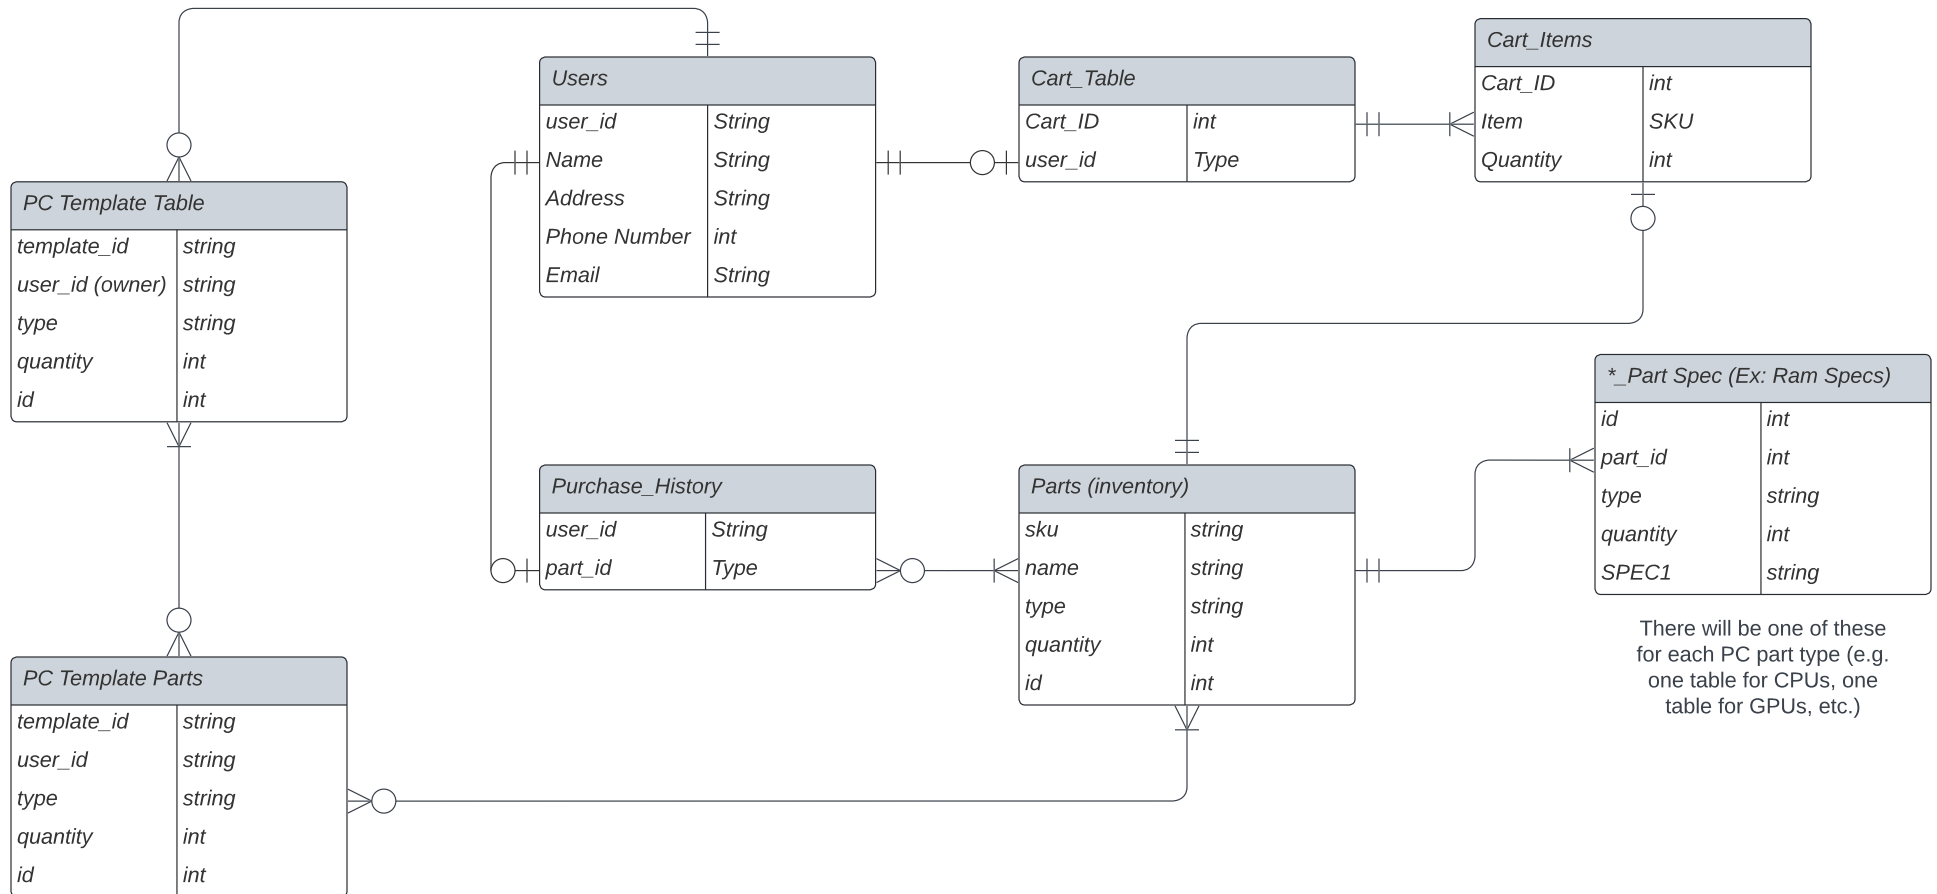 Users
user_id String
Name String
Address String
Phone Number int
Email String
Cart_Table
Cart_ID int
user_id Type
Cart_Items
Cart_ID int
Item SKU
Quantity int
PC Template Table
template_id string
user_id (owner) string
type string
quantity int
id int
Purchase_History
user_id String
part_id Type
Parts (inventory)
sku string
name string
type string
quantity int
id int
*_Part Spec (Ex: Ram Specs)
id int
part_id int
type string
quantity int
SPEC1 string
There will be one of these
for each PC part type (e.g.
one table for CPUs, one
table for GPUs, etc.)
PC Template Parts
template_id string
user_id string
type string
quantity int
id int